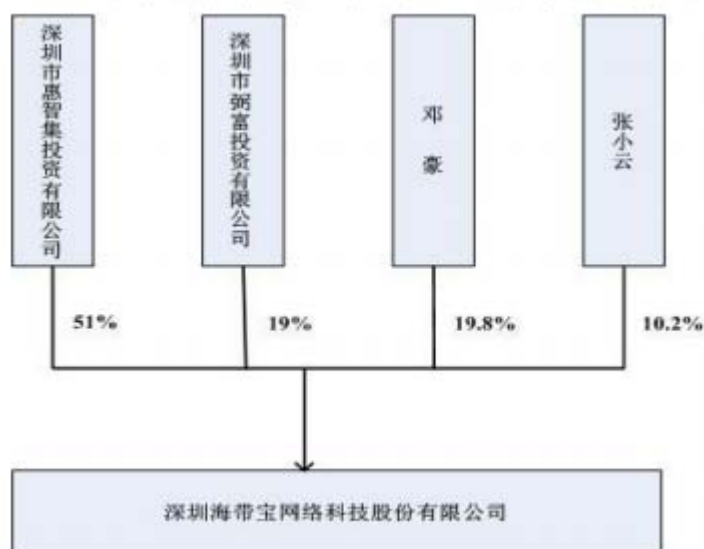 深圳市惠智集投资有限公司
深圳市弼富投资有限公司
邓豪
张小云
51%
19%
19.8%
10.2%
深圳海带宝网络科技股份有限公司